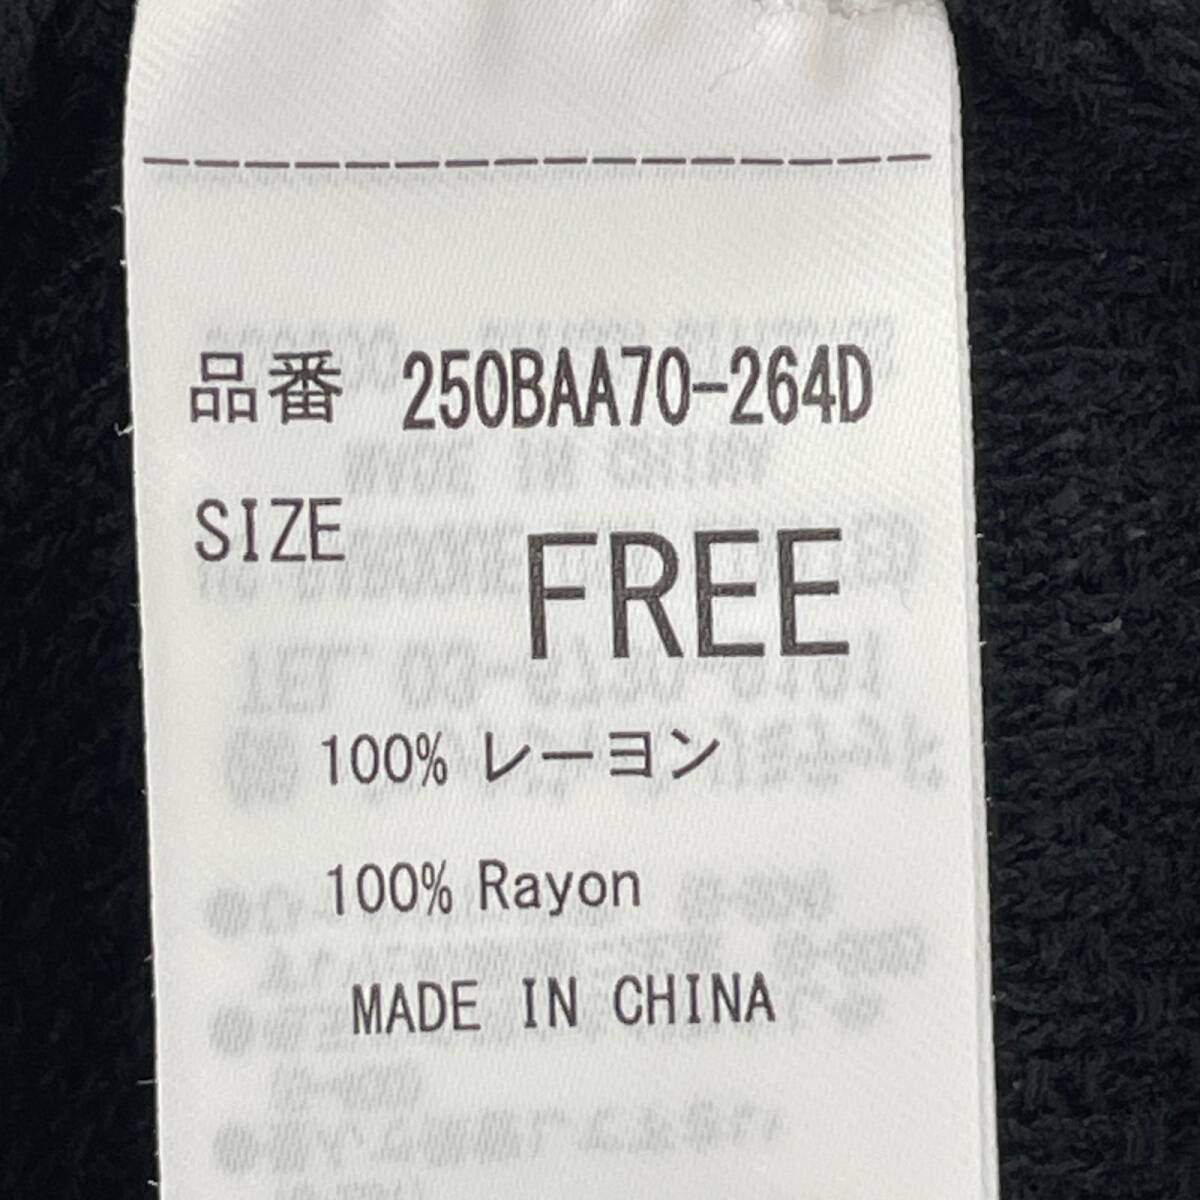 品番 250BAA70-264D
SIZE
FREE
100% レーヨン
100% Rayon
MADE IN CHINA